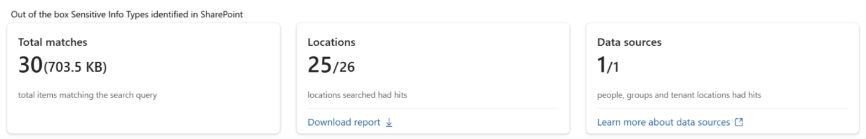 Out of the box Sensitive Info Types identified in SharePoint
Total matches
30(703.5 KB)
total items matching the search query
Locations
25/26
locations searched had hits
Download report
Data sources
1/1
people, groups and tenant locations had hits
Learn more about data sources